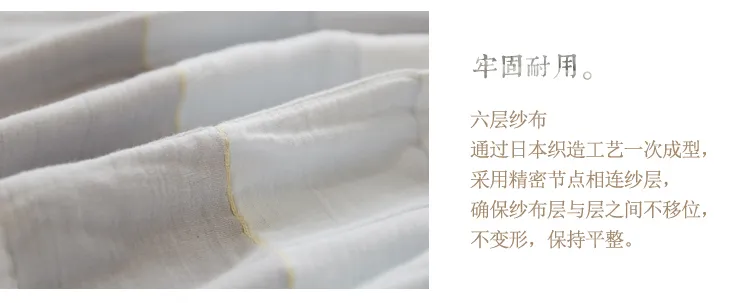 牢固耐用。
六层纱布
通过日本织造工艺一次成型，
采用精密节点相连纱层，
确保纱布层与层之间不移位，
不变形，保持平整。